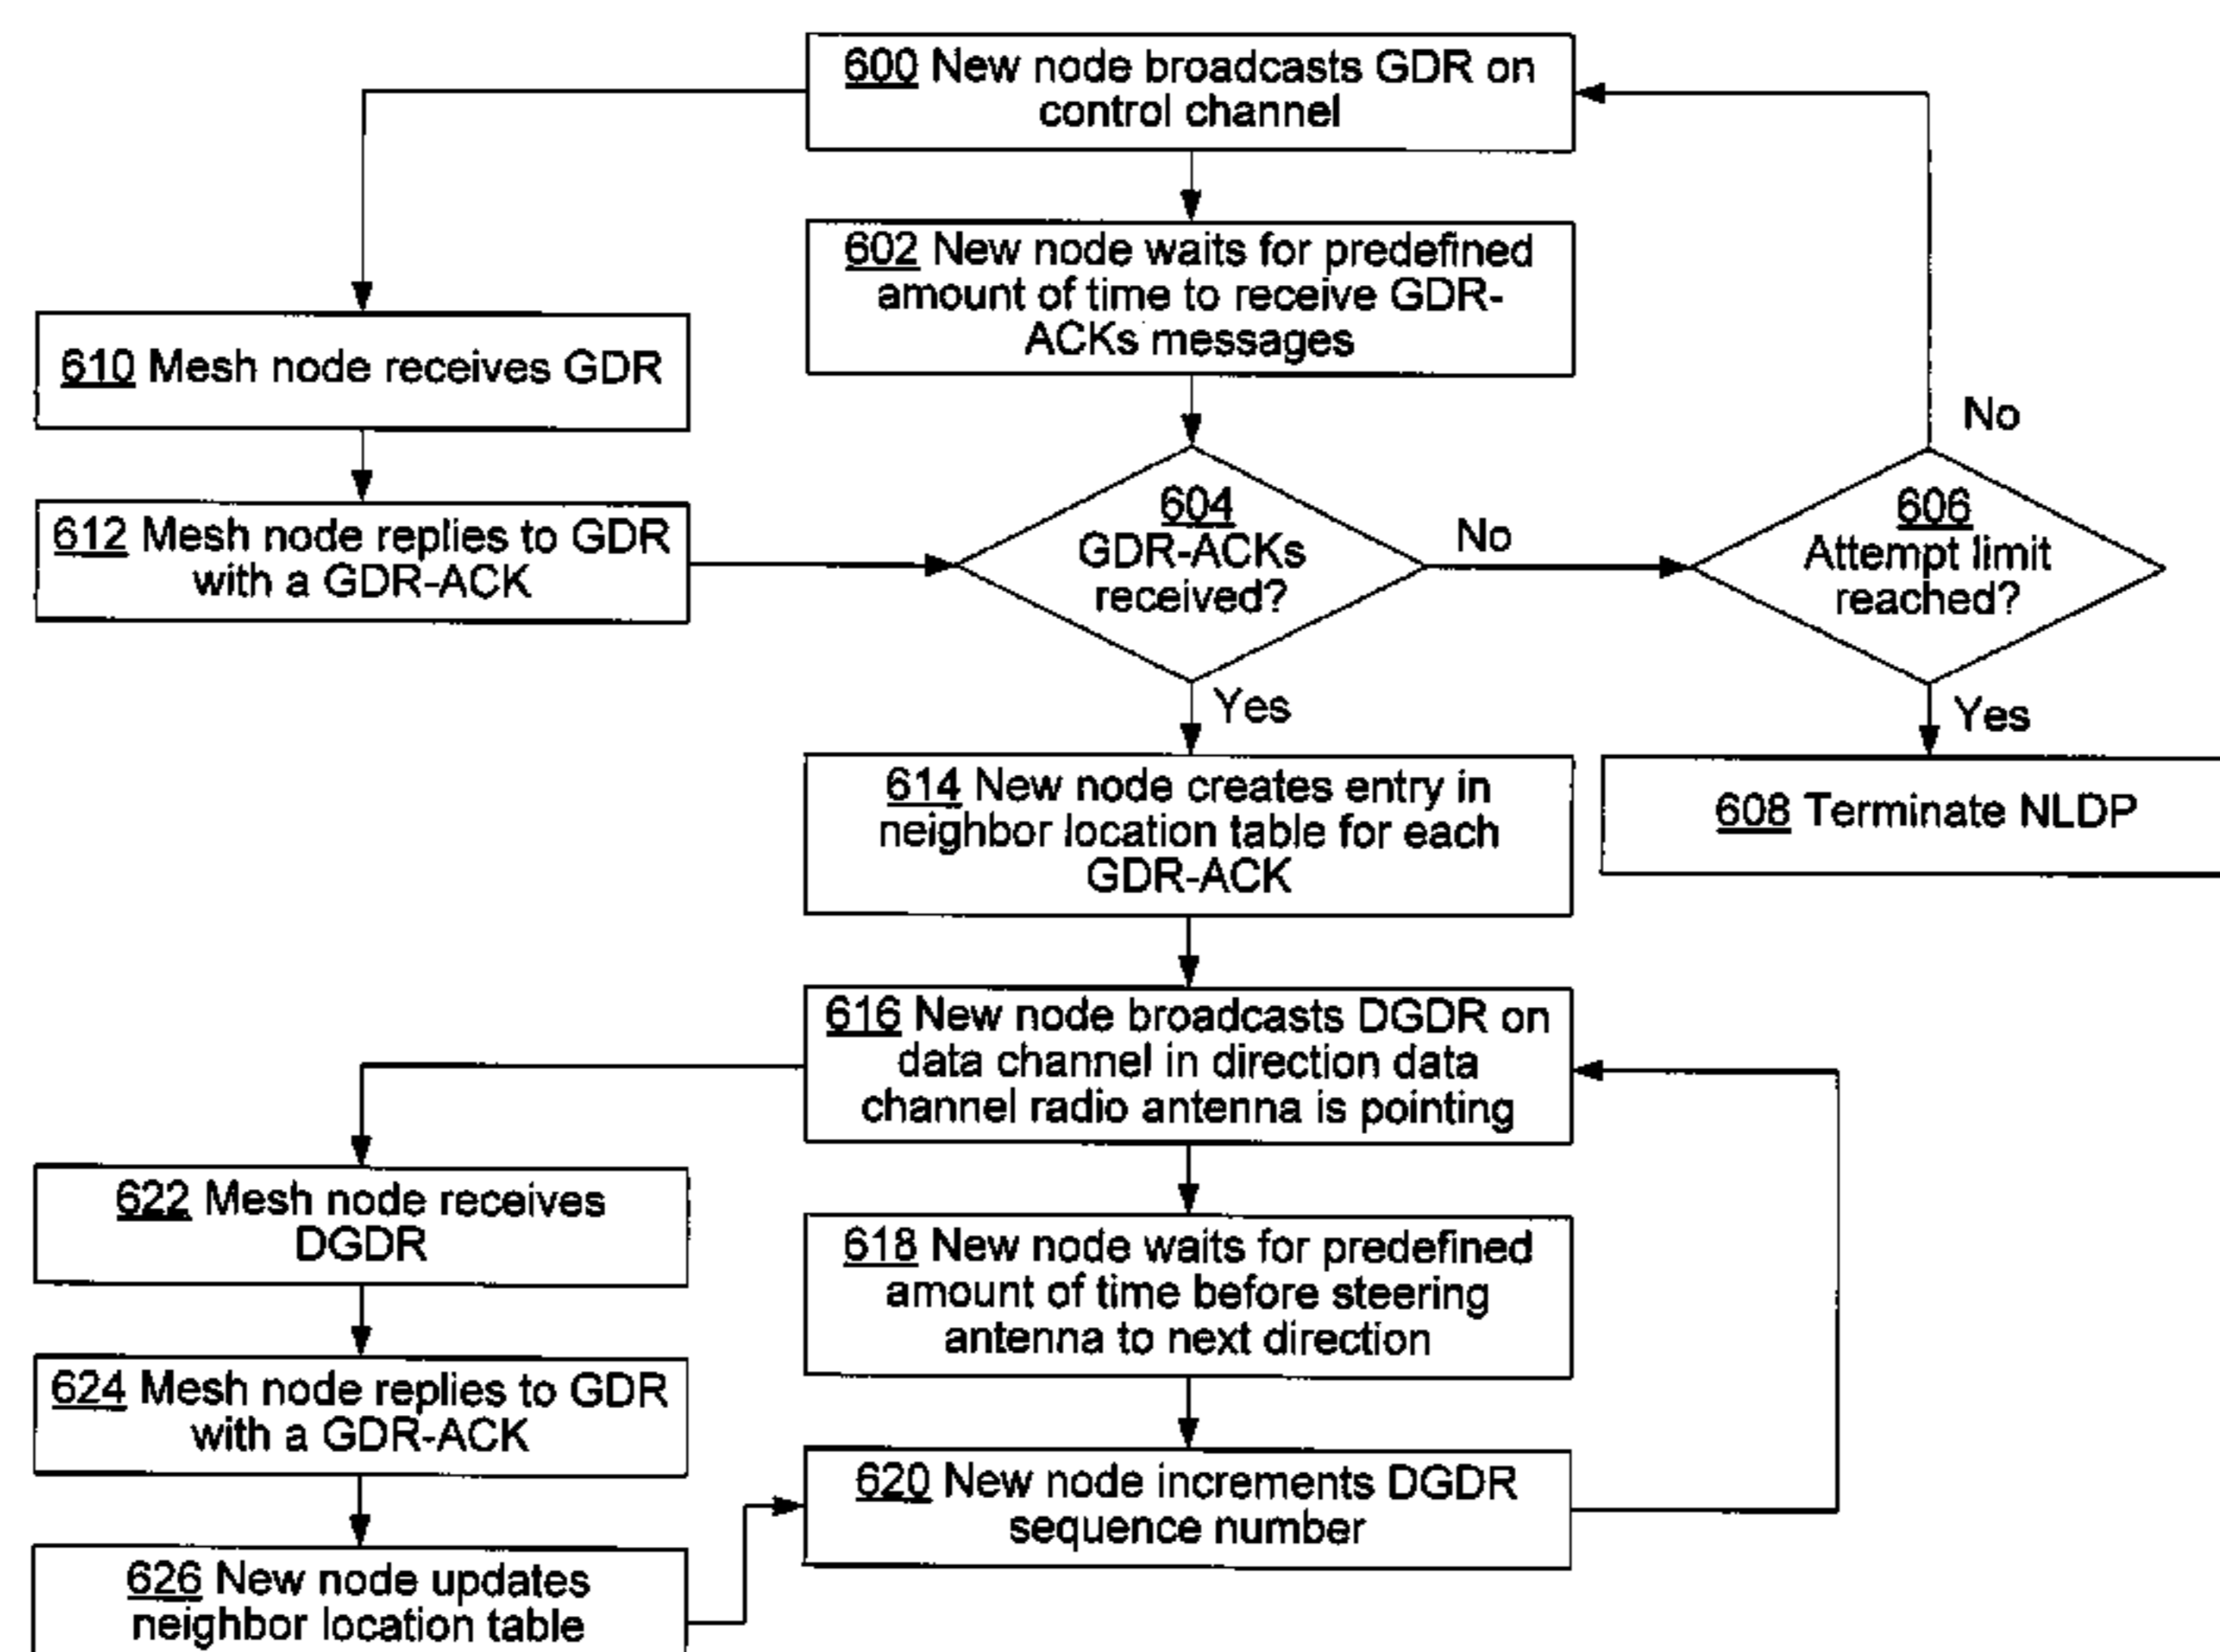 600 New node broadcasts GDR on
control channel
602 New node waits for predefined
amount of time to receive GDR-
ACKs messages
610 Mesh node receives GDR
612 Mesh node replies to GDR
with a GDR-ACK
604
GDR-ACKs
received?
No
606
Attempt limit
reached?
No
Yes
Yes
614 New node creates entry in
neighbor location table for each
GDR-ACK
608 Terminate NLDP
616 New node broadcasts DGDR on
data channel in direction data
channel radio antenna is pointing
622 Mesh node receives
DGDR
618 New node waits for predefined
amount of time before steering
antenna to next direction
624 Mesh node replies to GDR
with a GDR-ACK
620 New node increments DGDR
sequence number
626 New node updates
neighbor location table